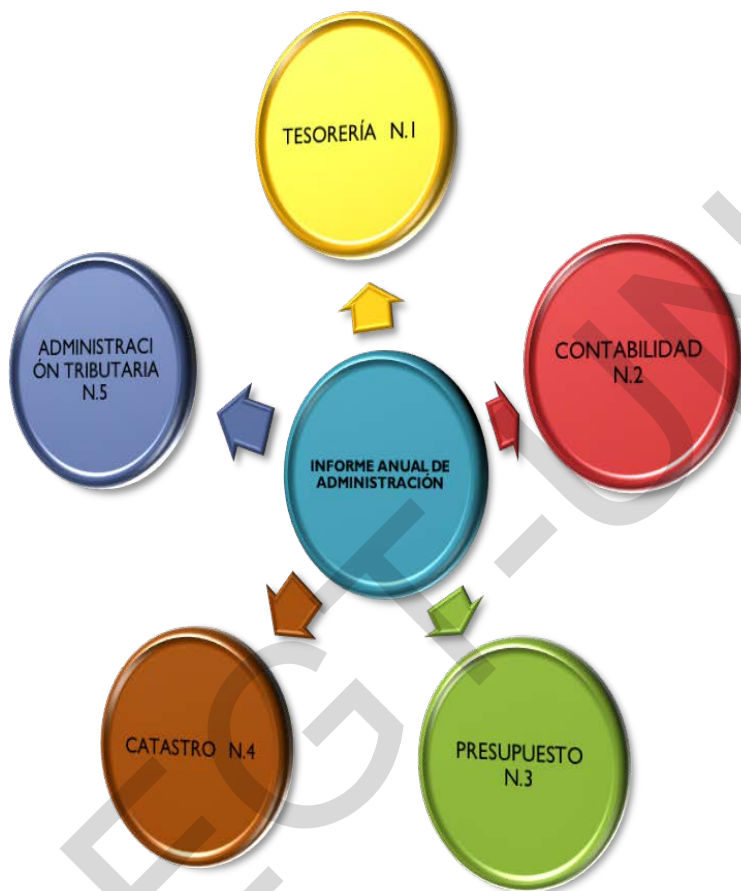 TESORERÍA N.1
CONTABILIDAD
N.2
PRESUPUESTO
N.3
CATASTRO N.4
ADMINISTRACI
ÓN TRIBUTARIA
N.5
INFORME ANUAL DE
ADMINISTRACIÓN